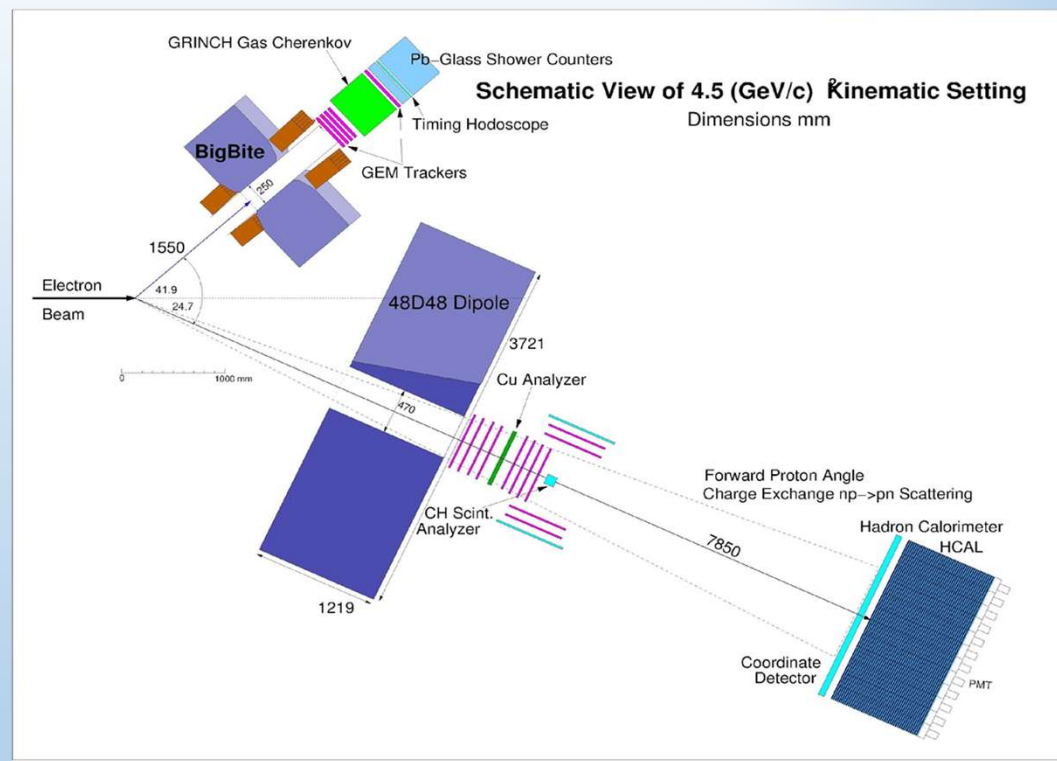 GRINCH Gas Cherenkov
Pb-Glass Shower Counters
Schematic View of 4.5 (GeV/c)² Kinematic Setting
Dimensions mm
Timing Hodoscope
BigBite
GEM Trackers
250
1550
Electron
Beam
41.9
24.7
48D48 Dipole
3721
0
1000 mm
Cu Analyzer
470
CH Scint.
Analyzer
Forward Proton Angle
Charge Exchange np->pn Scattering
7850
Hadron Calorimeter
HCAL
1219
Coordinate
Detector
PMT